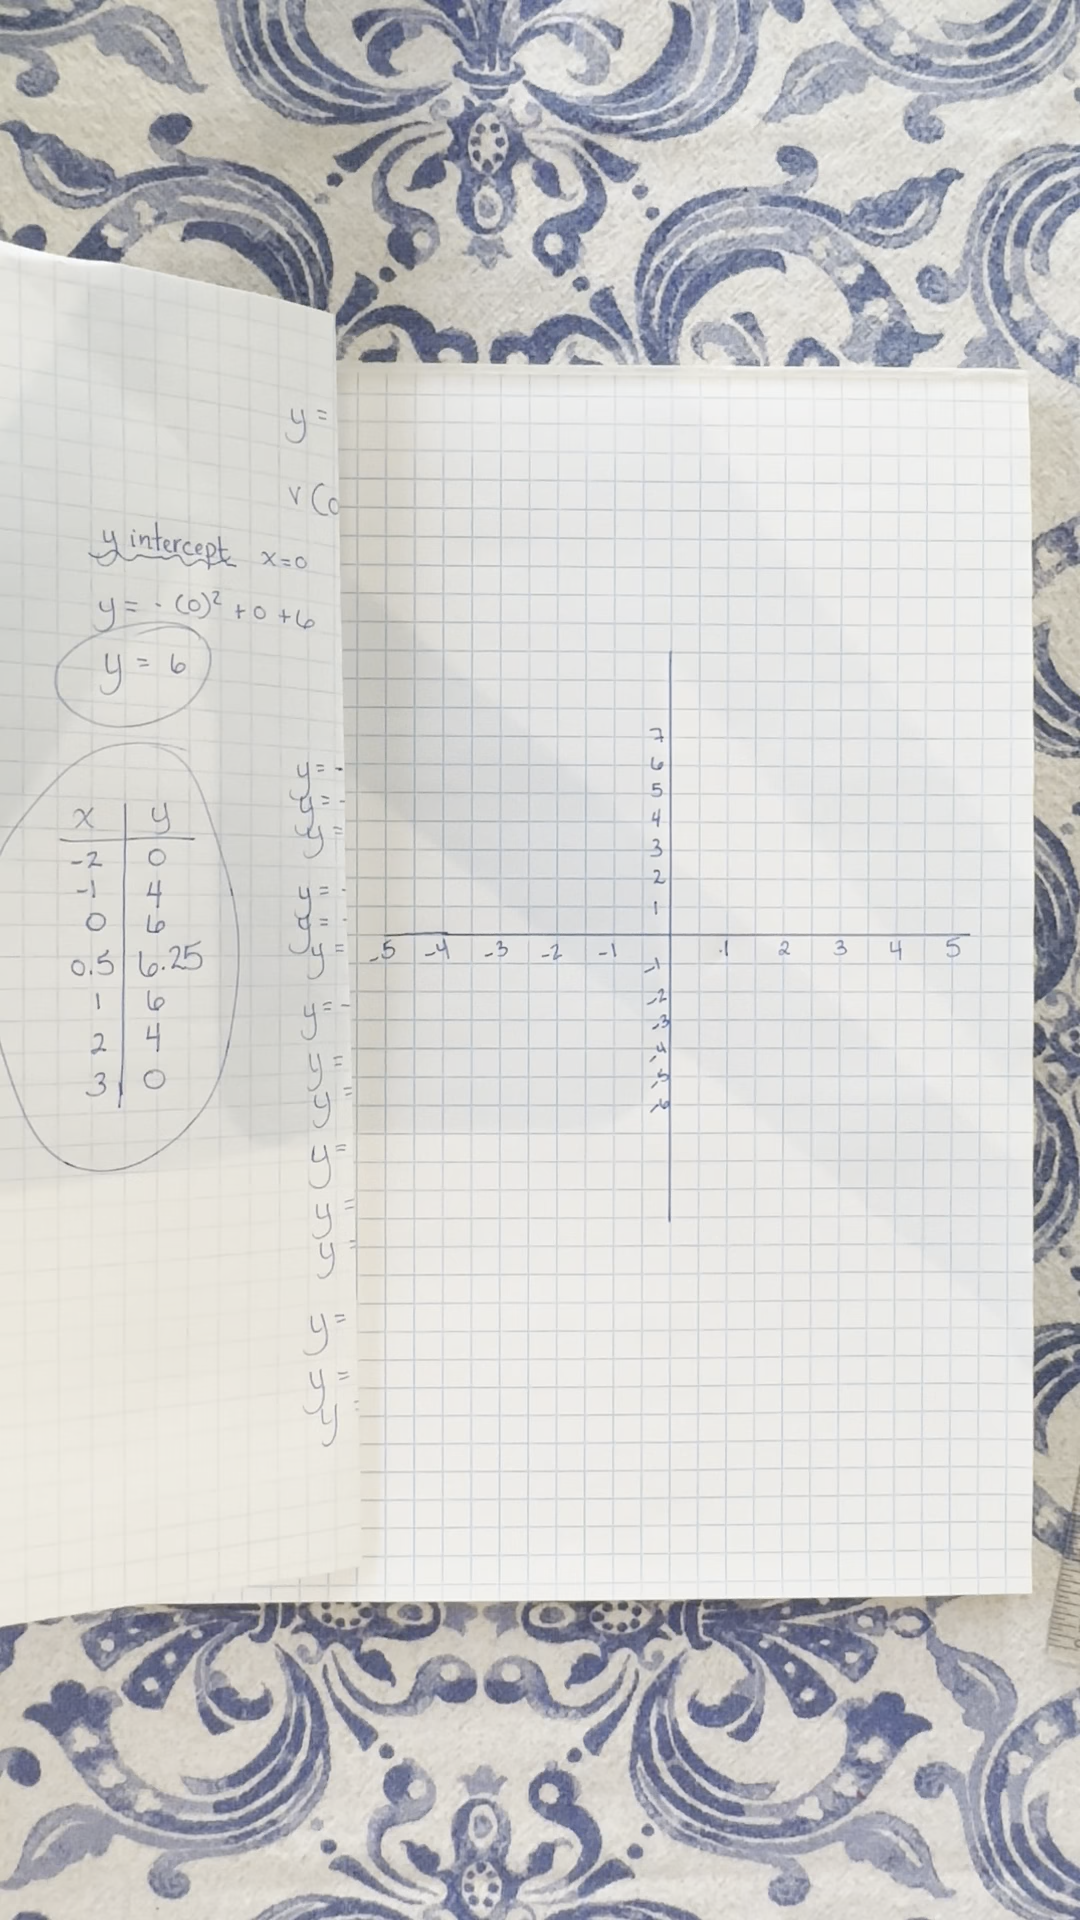 y =
v (0
y intercept x=0
y = - (0)² + 0 + 6
y = 6
x y
-2 0
-1 4
0 6
0.5 6.25
1 6
2 4
3 0
y = -
y = -
y =
y = -
y = -
y =
y = -
y =
y =
y =
y =
y =
y =
y =
y =
7
6
5
4
3
2
1
-5 -4 -3 -2 -1 1 2 3 4 5
-1
-2
-3
-4
-5
-6